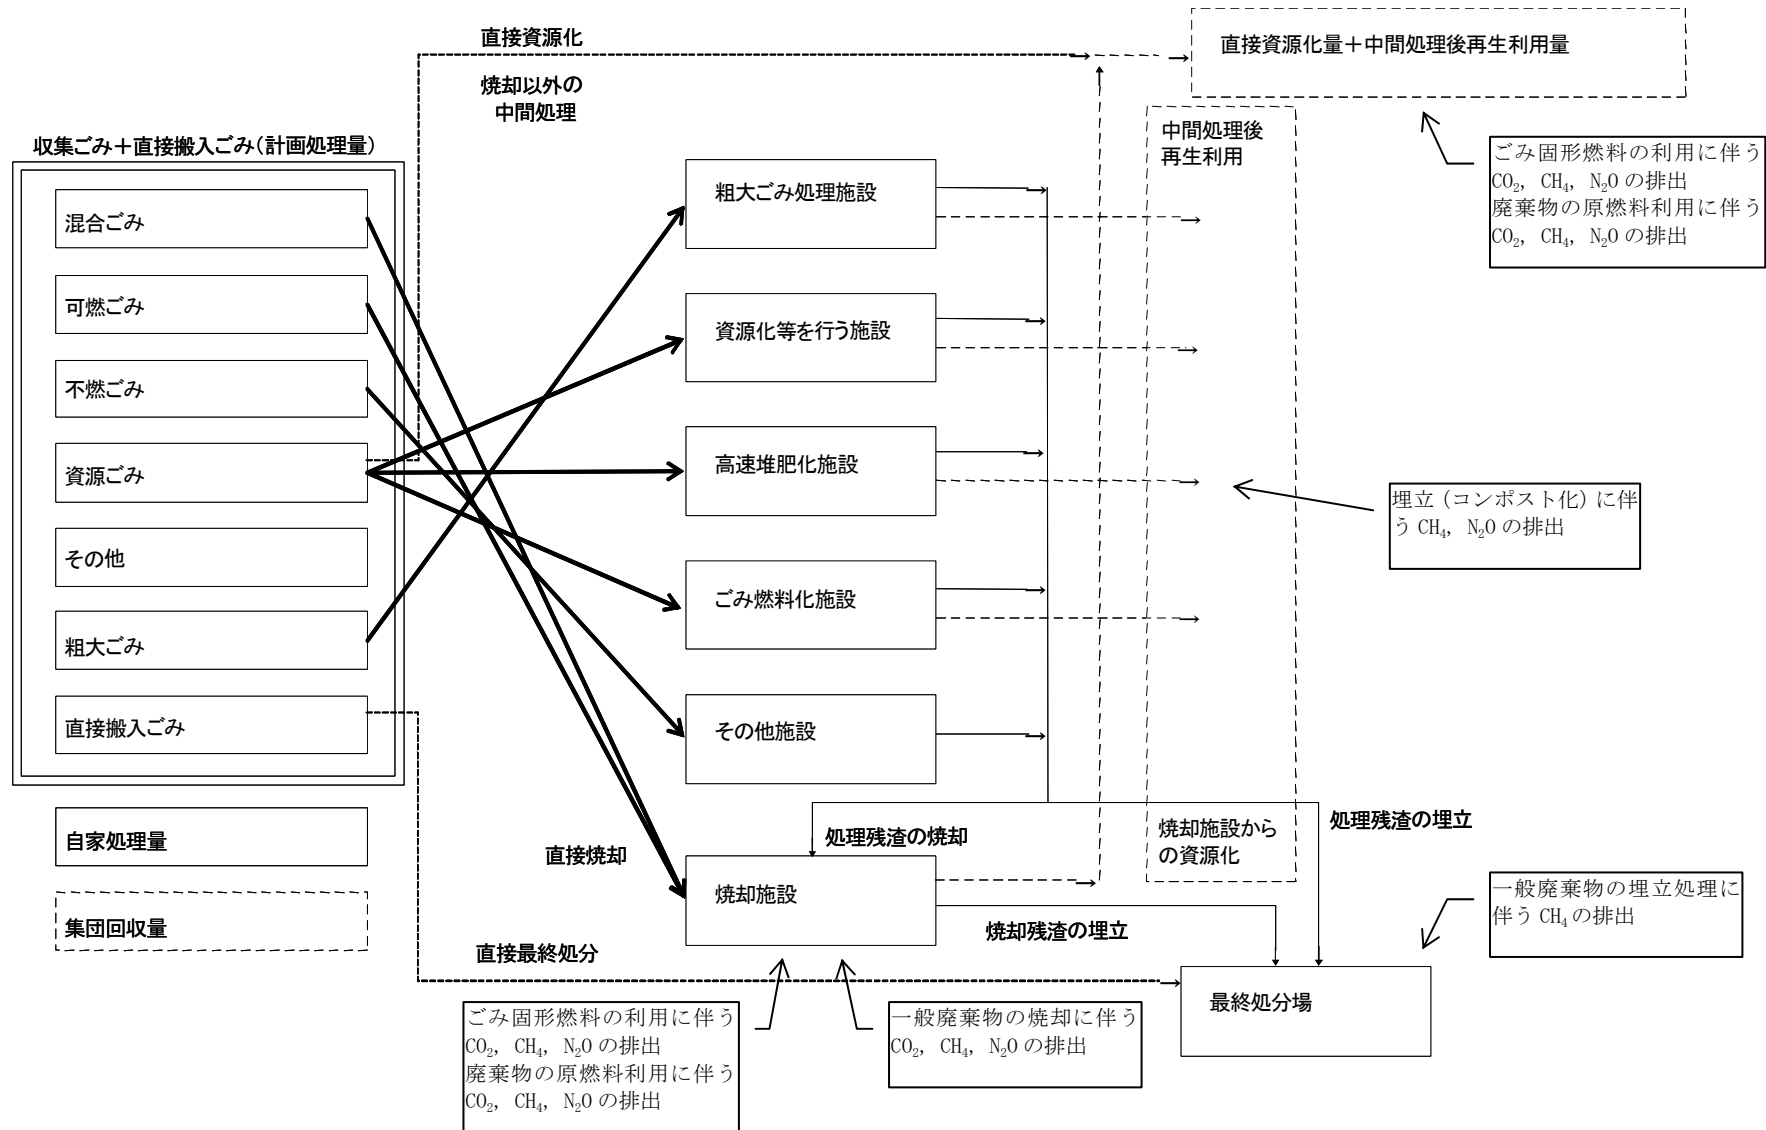 直接資源化
直接資源化量＋中間処理後再生利用量
焼却以外の
中間処理
収集ごみ＋直接搬入ごみ（計画処理量）
混合ごみ
可燃ごみ
不燃ごみ
資源ごみ
その他
粗大ごみ
直接搬入ごみ
自家処理量
集団回収量
粗大ごみ処理施設
資源化等を行う施設
高速堆肥化施設
ごみ燃料化施設
その他施設
処理残渣の焼却
直接焼却
焼却施設
焼却残渣の埋立
直接最終処分
中間処理後
再生利用
焼却施設から
の資源化
処理残渣の埋立
最終処分場
ごみ固形燃料の利用に伴う
CO₂, CH₄, N₂O の排出
廃棄物の原燃料利用に伴う
CO₂, CH₄, N₂O の排出
埋立（コンポスト化）に伴
う CH₄, N₂O の排出
一般廃棄物の埋立処理に
伴う CH₄ の排出
ごみ固形燃料の利用に伴う
CO₂, CH₄, N₂O の排出
廃棄物の原燃料利用に伴う
CO₂, CH₄, N₂O の排出
一般廃棄物の焼却に伴う
CO₂, CH₄, N₂O の排出